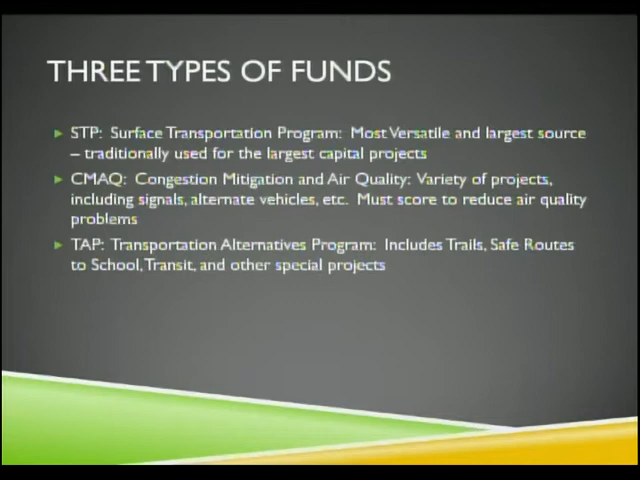 THREE TYPES OF FUNDS
STP: Surface Transportation Program: Most Versatile and largest source
– traditionally used for the largest capital projects
CMAQ: Congestion Mitigation and Air Quality: Variety of projects,
including signals, alternate vehicles, etc. Must score to reduce air quality
problems
TAP: Transportation Alternatives Program: Includes Trails, Safe Routes
to School, Transit, and other special projects